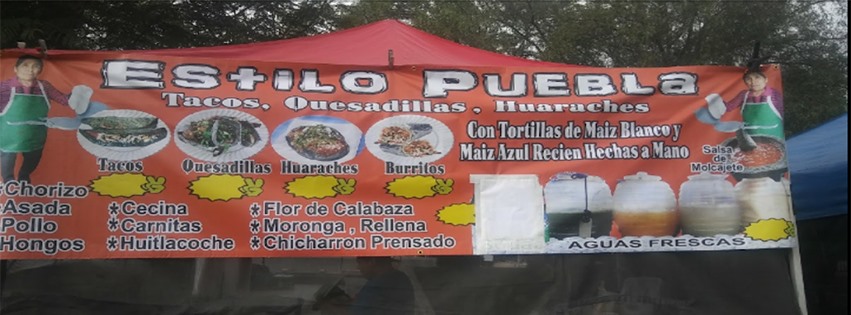 Estilo Puebla
Tacos, Quesadillas, Huaraches
Con Tortillas de Maiz Blanco y
Maiz Azul Recien Hechas a Mano
Tacos
Quesadillas
Huaraches
Burritos
Salsa
de
Molcajete
Chorizo
Asada
Pollo
Hongos
*Cecina
*Carnitas
*Huitlacoche
*Flor de Calabaza
*Moronga, Rellena
*Chicharron Prensado
AGUAS FRESCAS